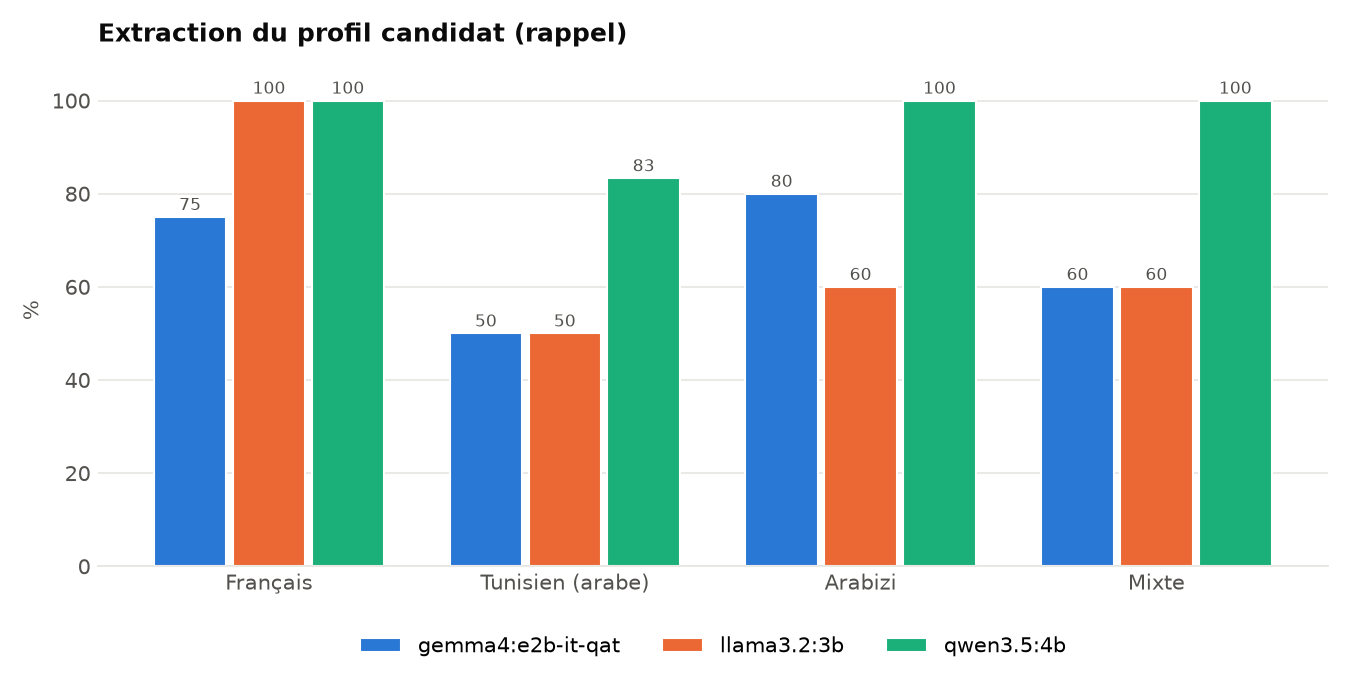 Extraction du profil candidat (rappel)
100 100 100 100
100
83
80
80
75
60 60 60
60
50 50
%
40
20
0
Français Tunisien (arabe) Arabizi Mixte
gemma4:e2b-it-qat llama3.2:3b qwen3.5:4b